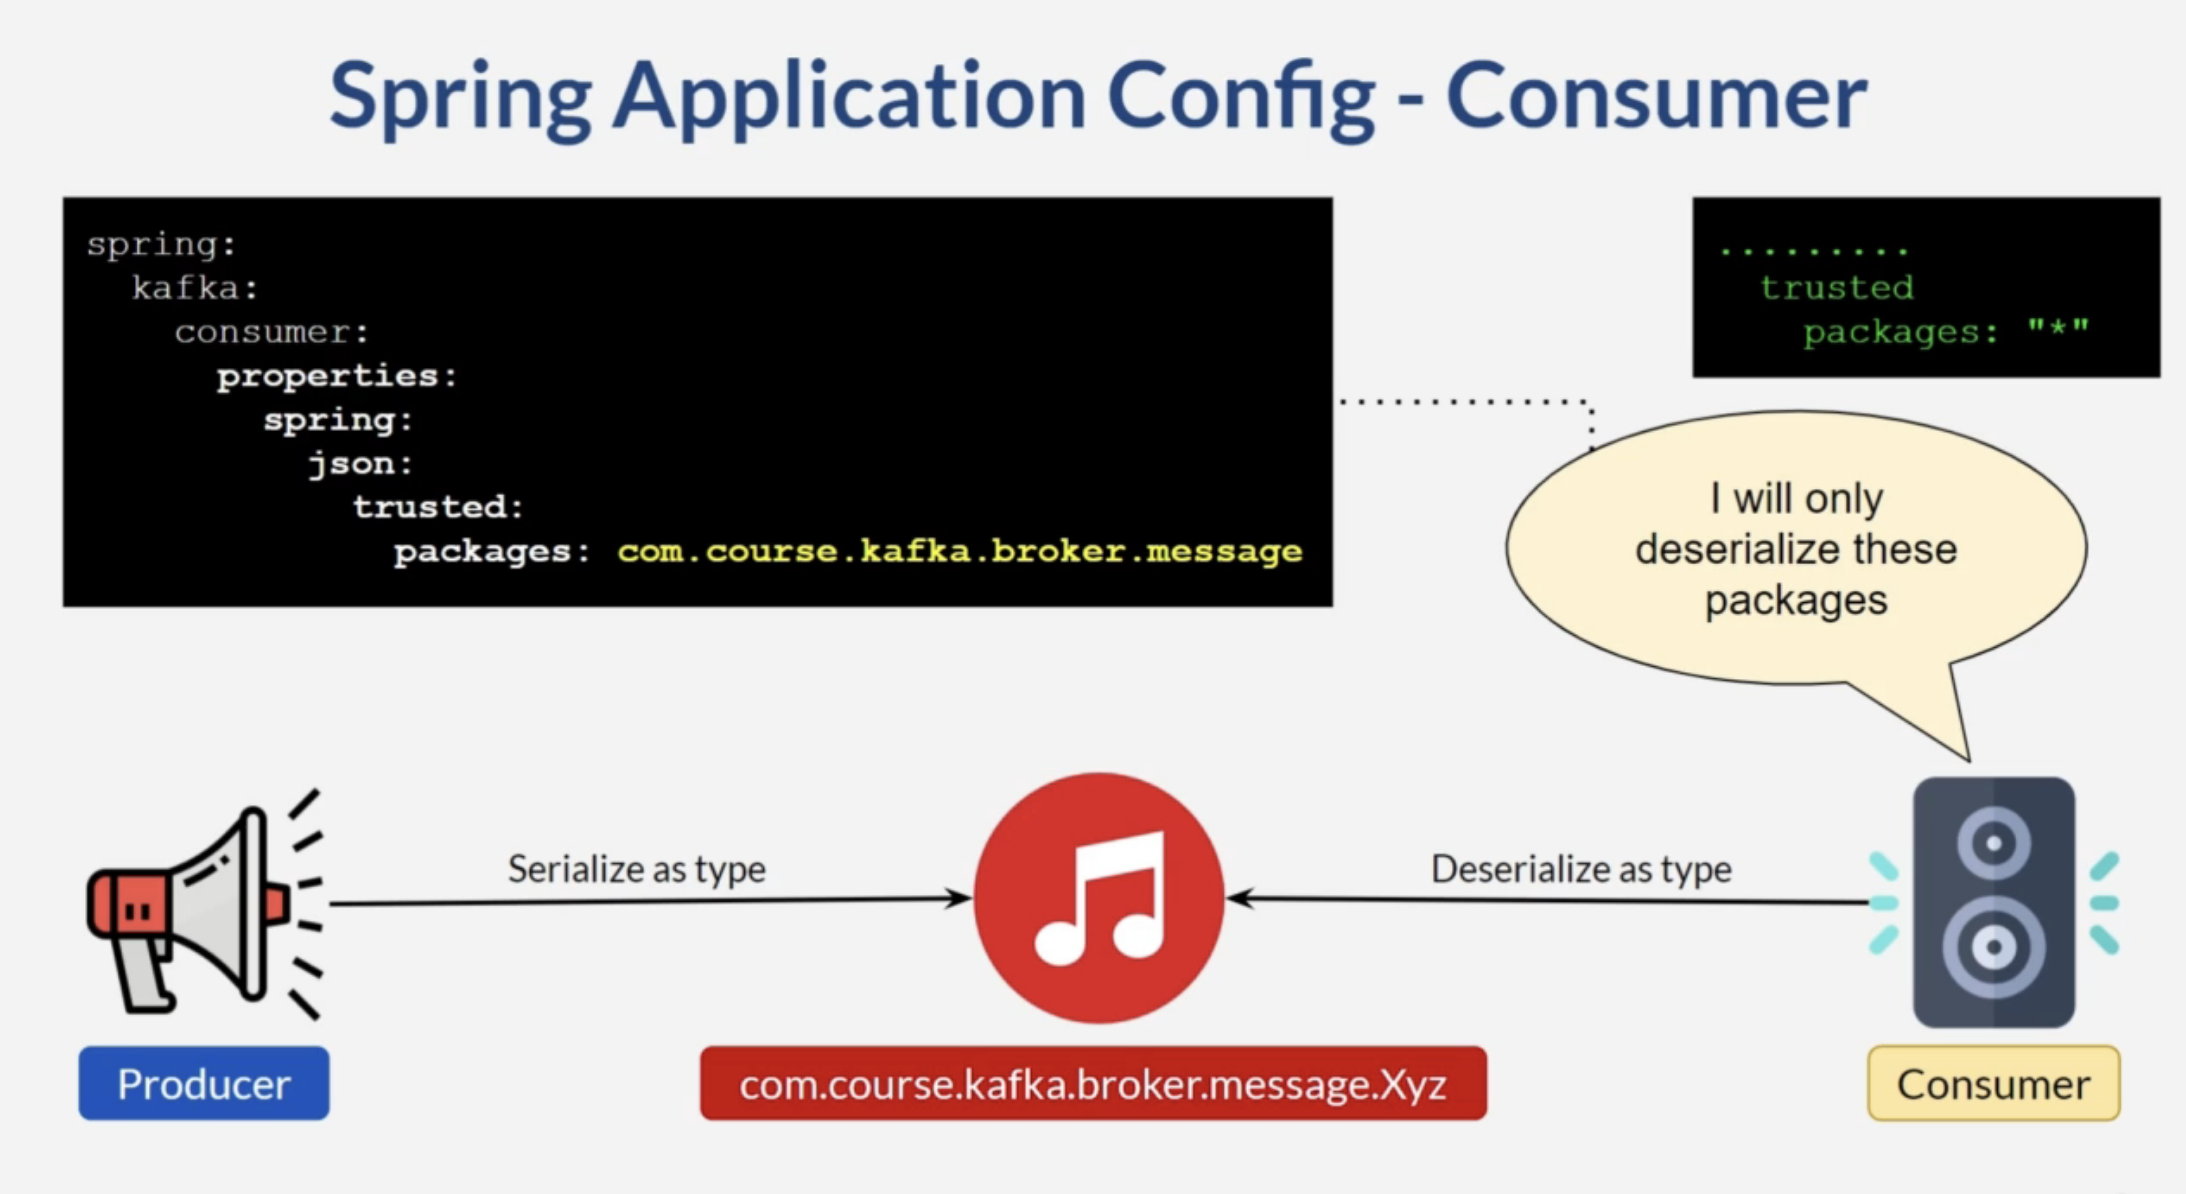 Spring Application Config - Consumer
spring:
kafka:
consumer:
properties:
spring:
json:
trusted:
packages: com.course.kafka.broker.message
.........
trusted
packages: "*"
I will only
deserialize these
packages
Serialize as type
Deserialize as type
Producer
com.course.kafka.broker.message.Xyz
Consumer